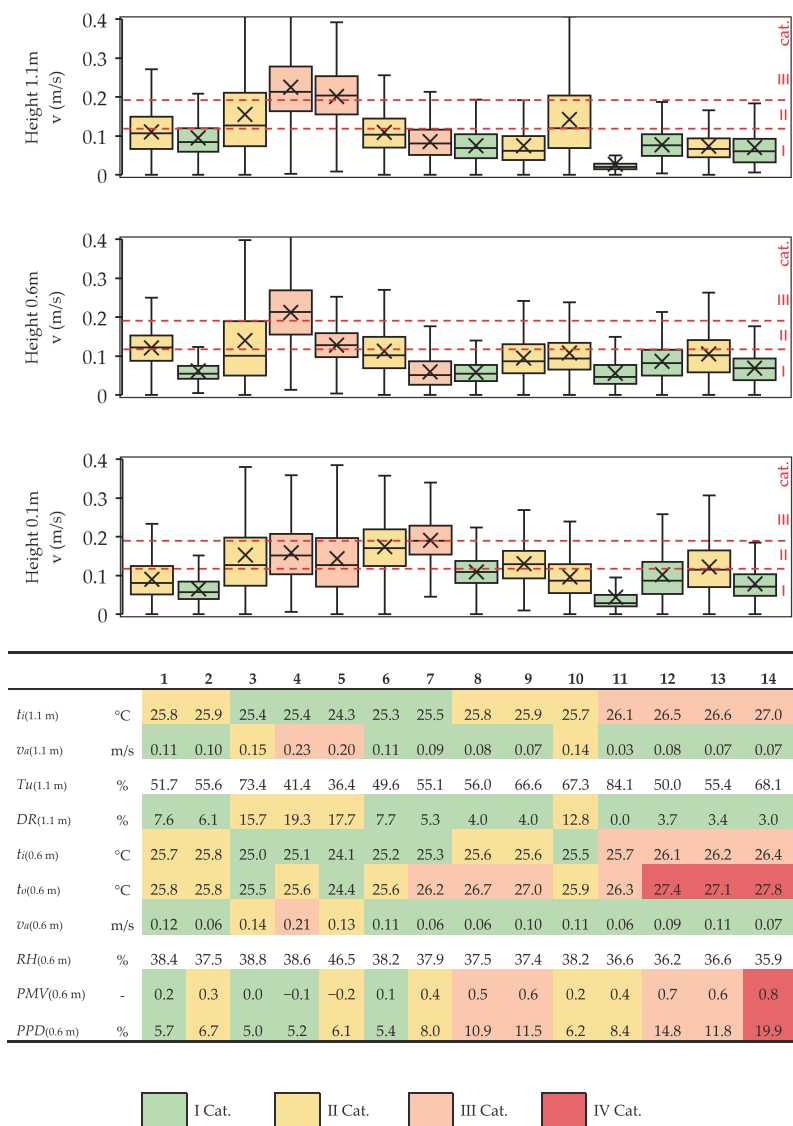 Height 1.1m
v (m/s)
0.4
0.3
0.2
0.1
0
cat.
III
II
I
Height 0.6m
v (m/s)
0.4
0.3
0.2
0.1
0
cat.
III
II
I
Height 0.1m
v (m/s)
0.4
0.3
0.2
0.1
0
cat.
III
II
I
1 2 3 4 5 6 7 8 9 10 11 12 13 14
ti(1.1 m) °C 25.8 25.9 25.4 25.4 24.3 25.3 25.5 25.8 25.9 25.7 26.1 26.5 26.6 27.0
va(1.1 m) m/s 0.11 0.10 0.15 0.23 0.20 0.11 0.09 0.08 0.07 0.14 0.03 0.08 0.07 0.07
Tu(1.1 m) % 51.7 55.6 73.4 41.4 36.4 49.6 55.1 56.0 66.6 67.3 84.1 50.0 55.4 68.1
DR(1.1 m) % 7.6 6.1 15.7 19.3 17.7 7.7 5.3 4.0 4.0 12.8 0.0 3.7 3.4 3.0
ti(0.6 m) °C 25.7 25.8 25.0 25.1 24.1 25.2 25.3 25.6 25.6 25.5 25.7 26.1 26.2 26.4
to(0.6 m) °C 25.8 25.8 25.5 25.6 24.4 25.6 26.2 26.7 27.0 25.9 26.3 27.4 27.1 27.8
va(0.6 m) m/s 0.12 0.06 0.14 0.21 0.13 0.11 0.06 0.06 0.10 0.11 0.06 0.09 0.11 0.07
RH(0.6 m) % 38.4 37.5 38.8 38.6 46.5 38.2 37.9 37.5 37.4 38.2 36.6 36.2 36.6 35.9
PMV(0.6 m) - 0.2 0.3 0.0 −0.1 −0.2 0.1 0.4 0.5 0.6 0.2 0.4 0.7 0.6 0.8
PPD(0.6 m) % 5.7 6.7 5.0 5.2 6.1 5.4 8.0 10.9 11.5 6.2 8.4 14.8 11.8 19.9
I Cat. II Cat. III Cat. IV Cat.